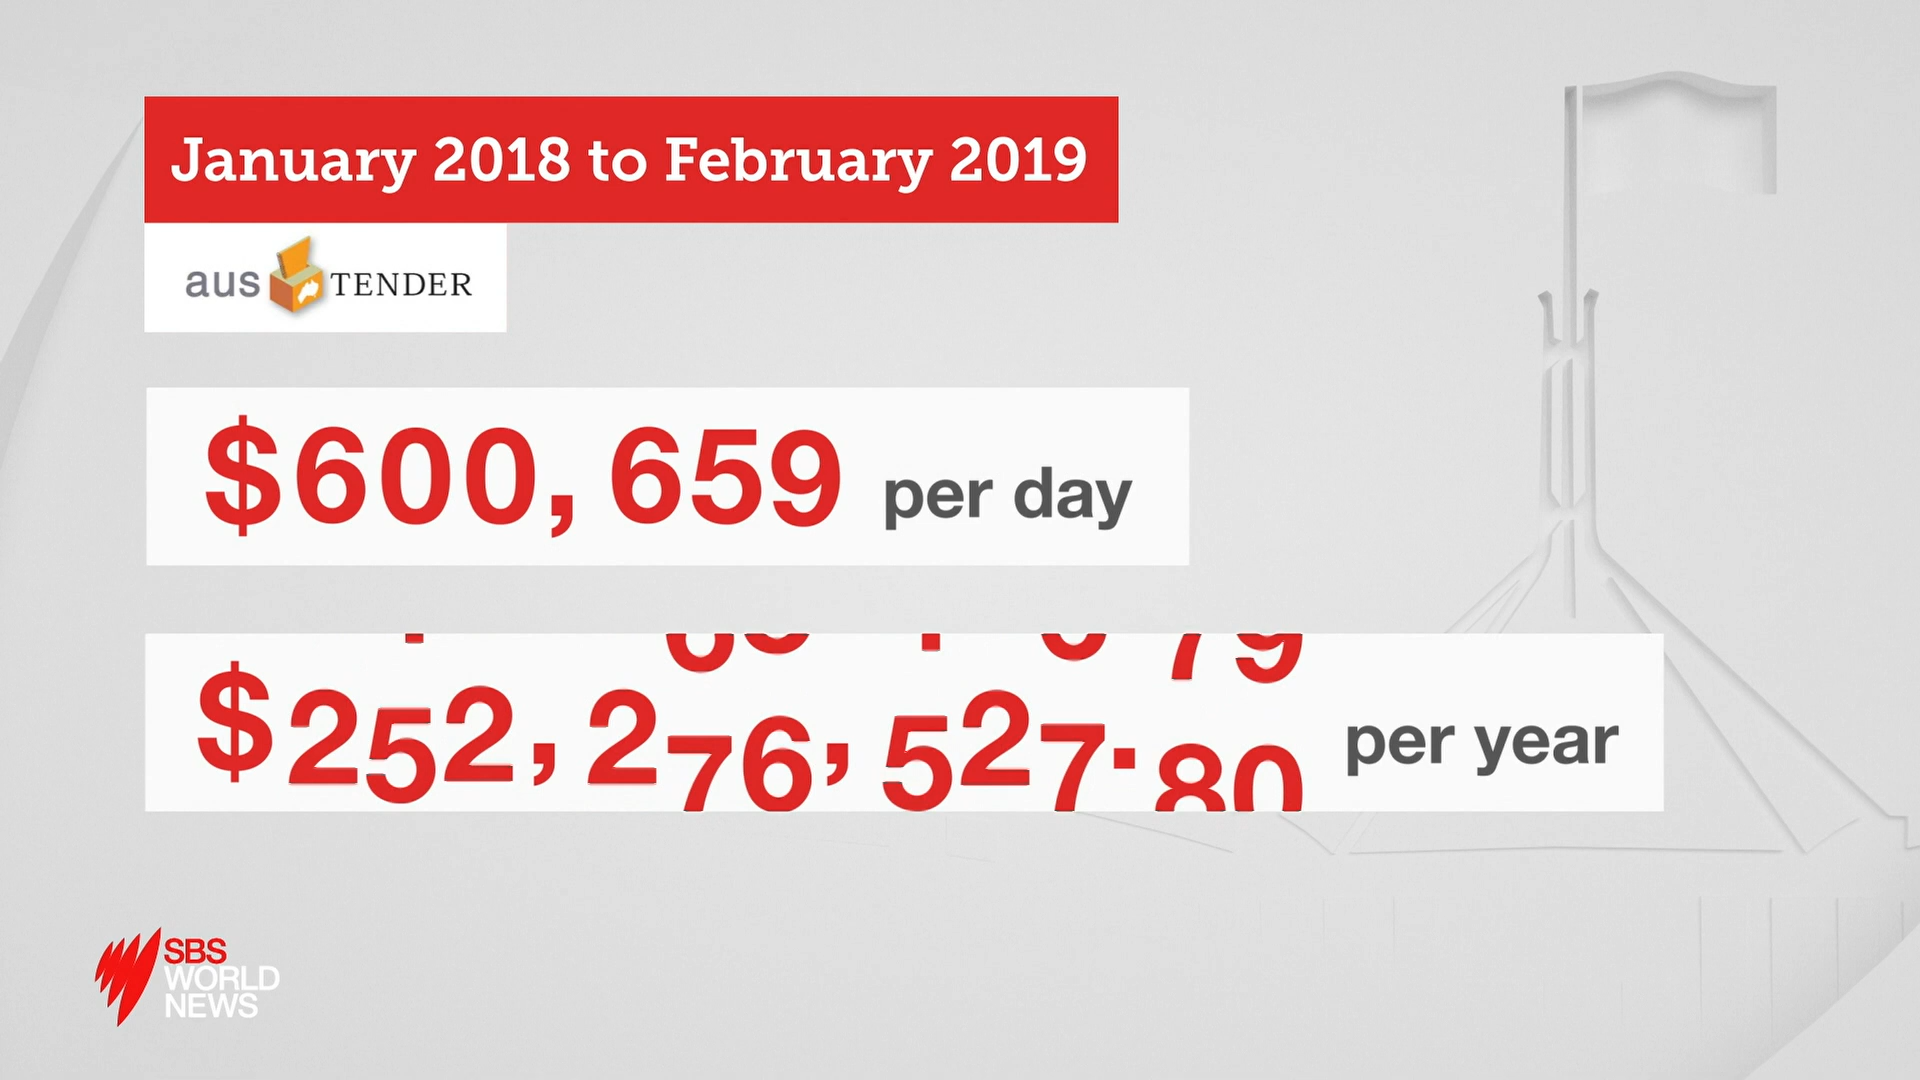 January 2018 to February 2019
aus TENDER
$600, 659 per day
$252, 276, 527.80 per year
SBS
WORLD
NEWS